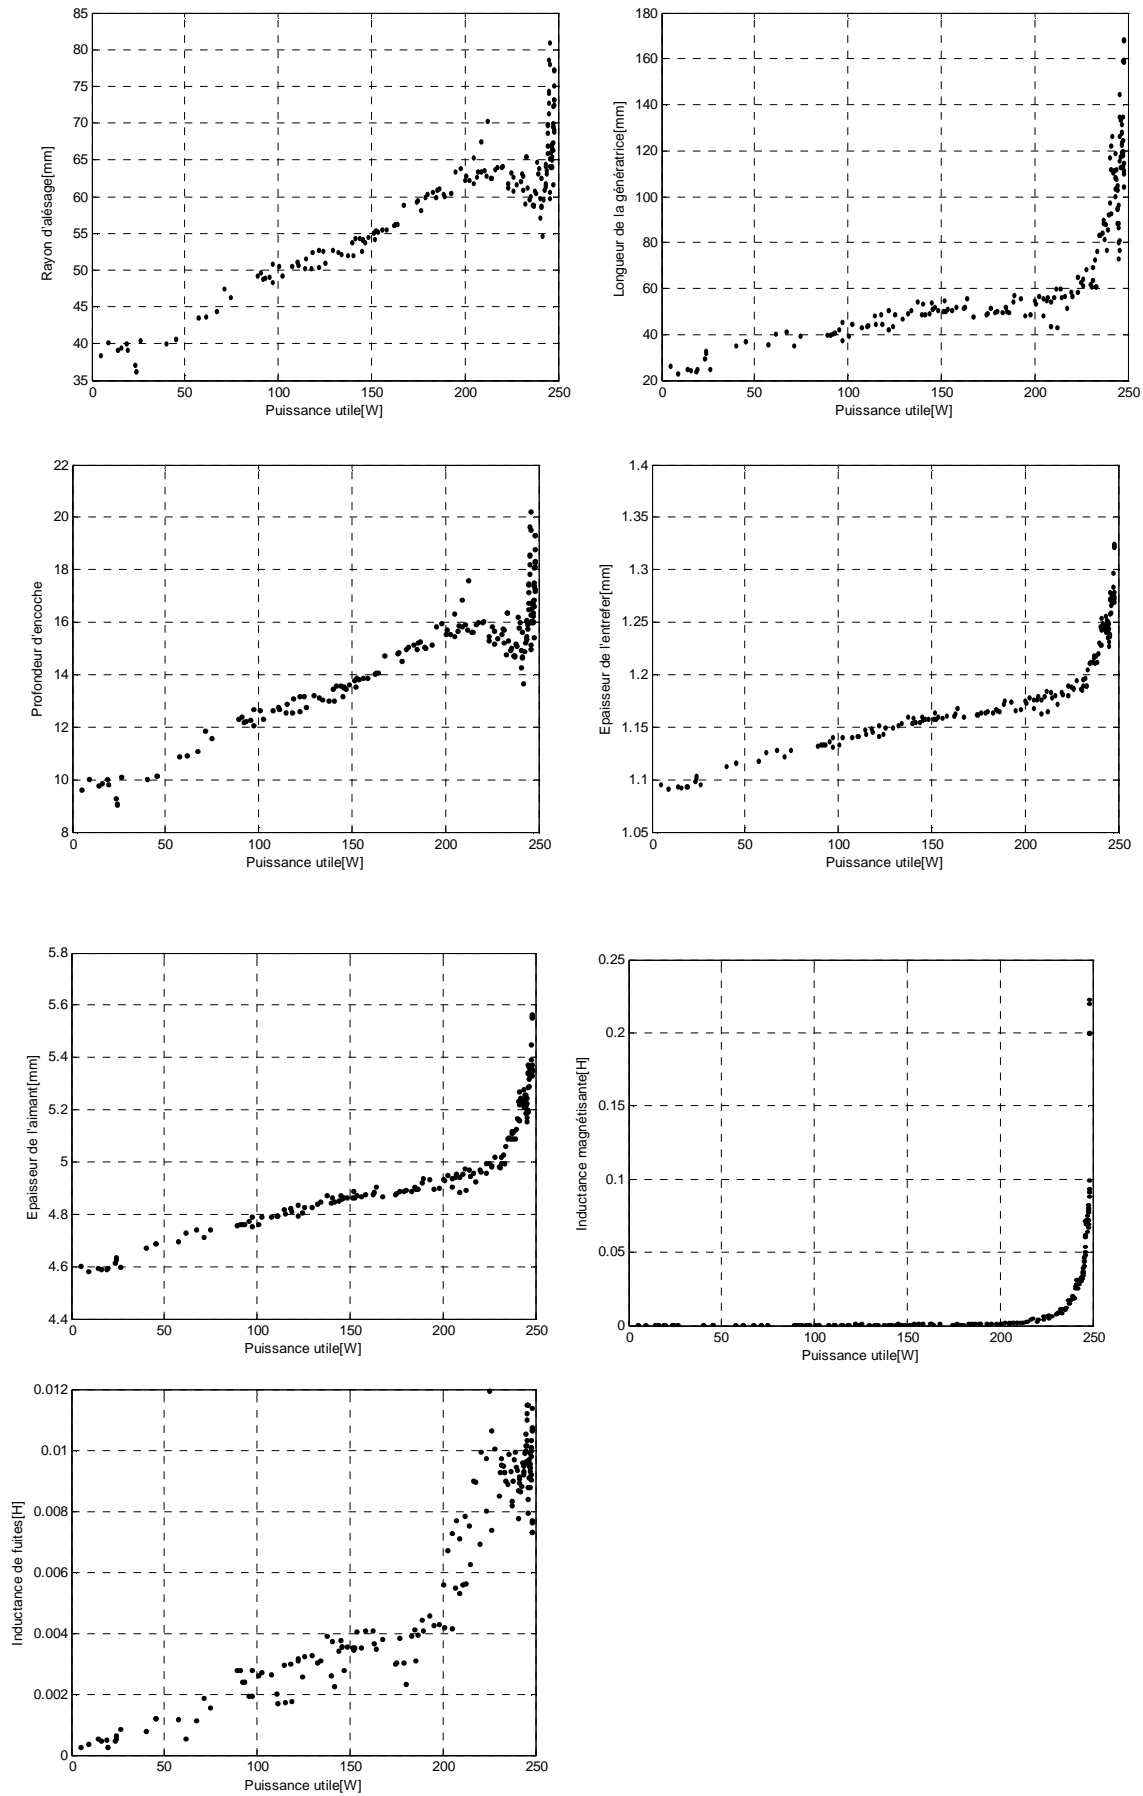 85
80
75
70
65
60
55
50
45
40
35
Rayon d'alésage[mm]
0 50 100 150 200 250
Puissance utile[W]
180
160
140
120
100
80
60
40
20
Longueur de la génératrice[mm]
0 50 100 150 200 250
Puissance utile[W]
22
20
18
16
14
12
10
8
Profondeur d'encoche
0 50 100 150 200 250
Puissance utile[W]
1.4
1.35
1.3
1.25
1.2
1.15
1.1
1.05
Epaisseur de l'entrefer[mm]
0 50 100 150 200 250
Puissance utile[W]
5.8
5.6
5.4
5.2
5
4.8
4.6
4.4
Epaisseur de l'aimant[mm]
0 50 100 150 200 250
Puissance utile[W]
0.25
0.2
0.15
0.1
0.05
0
Inductance magnétisante[H]
0 50 100 150 200 250
Puissance utile[W]
0.012
0.01
0.008
0.006
0.004
0.002
0
Inductance de fuites[H]
0 50 100 150 200 250
Puissance utile[W]